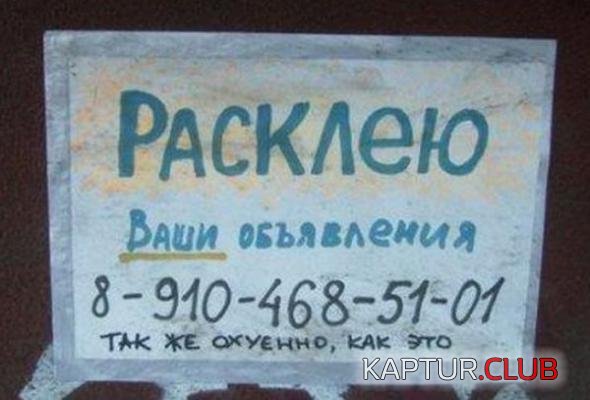 РАСКЛЕЮ
ВАШИ ОБЪЯВЛЕНИЯ
8-910-468-51-01
ТАК ЖЕ ОХУЕННО, КАК ЭТО
KAPTUR.CLUB